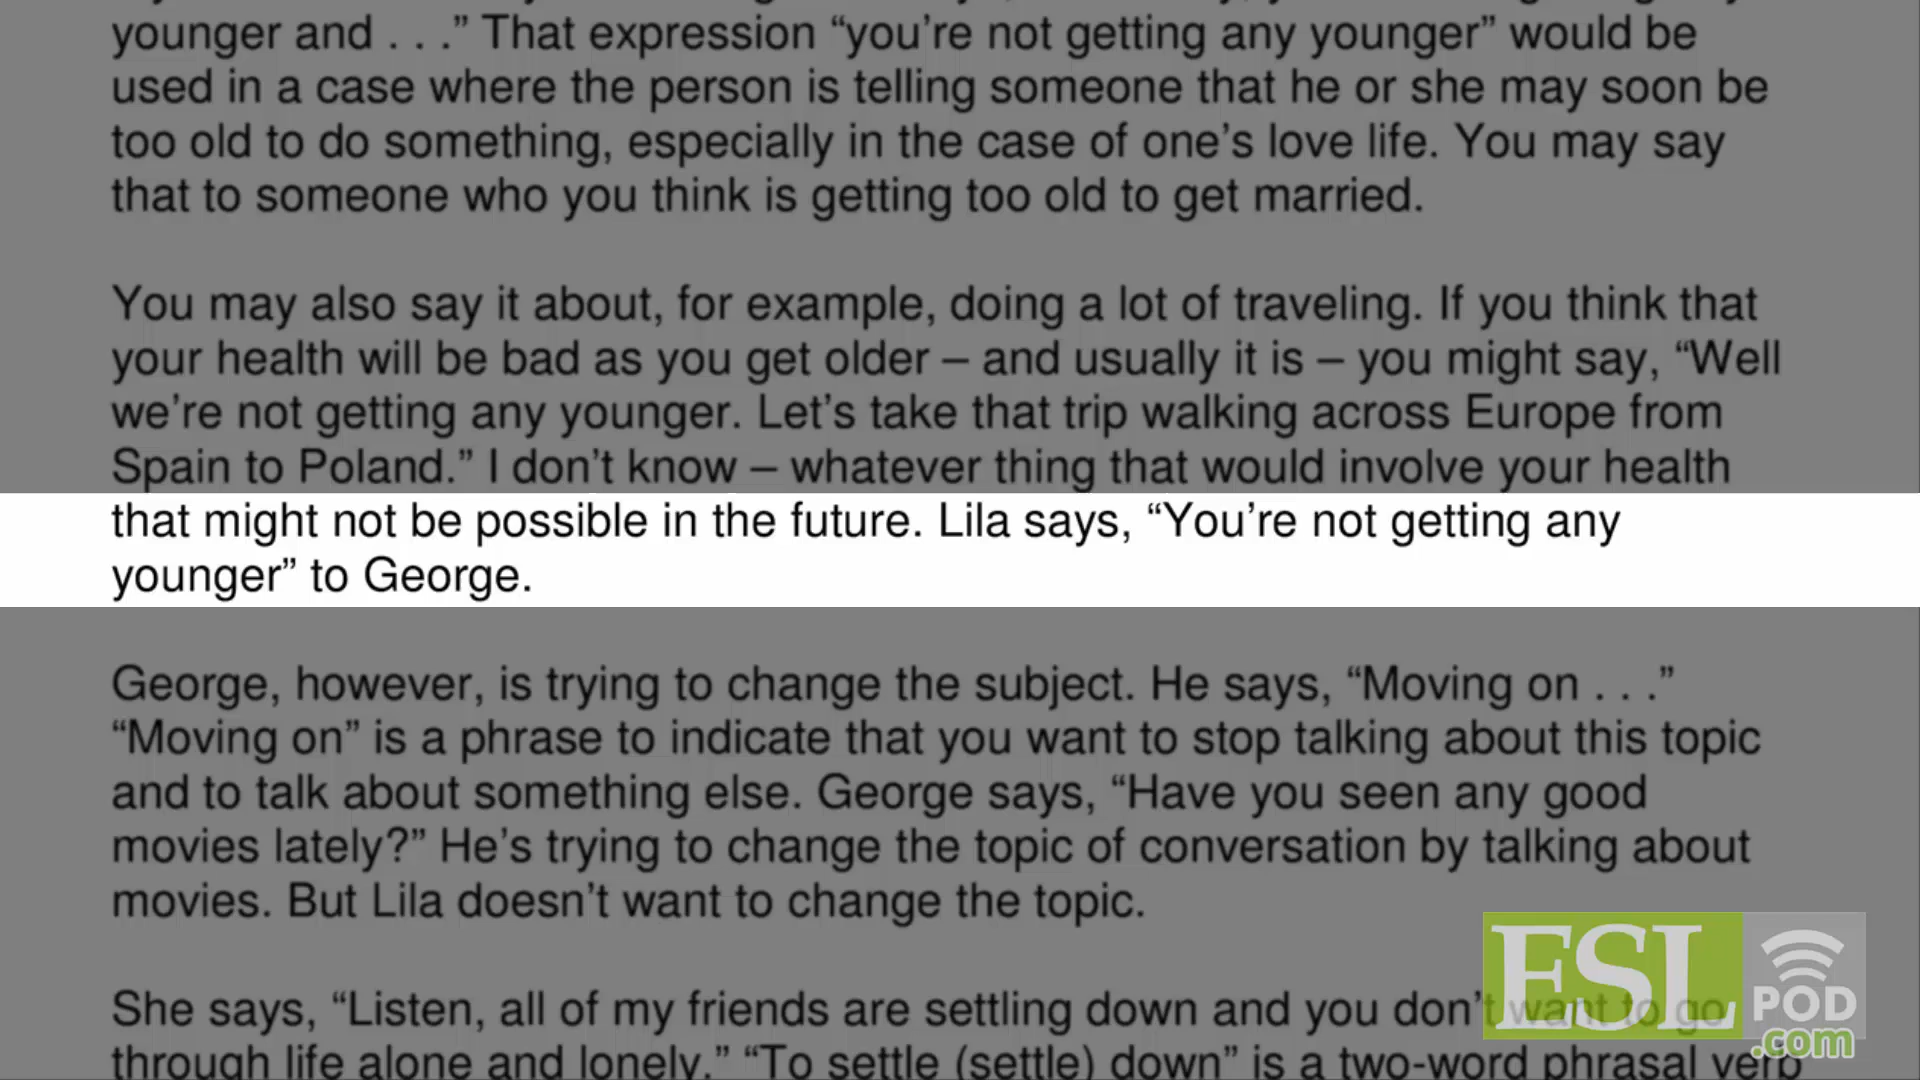 younger and . . .” That expression “you’re not getting any younger” would be
used in a case where the person is telling someone that he or she may soon be
too old to do something, especially in the case of one’s love life. You may say
that to someone who you think is getting too old to get married.
You may also say it about, for example, doing a lot of traveling. If you think that
your health will be bad as you get older – and usually it is – you might say, “Well
we’re not getting any younger. Let’s take that trip walking across Europe from
Spain to Poland.” I don’t know – whatever thing that would involve your health
that might not be possible in the future. Lila says, “You’re not getting any
younger” to George.
George, however, is trying to change the subject. He says, “Moving on . . .”
“Moving on” is a phrase to indicate that you want to stop talking about this topic
and to talk about something else. George says, “Have you seen any good
movies lately?” He’s trying to change the topic of conversation by talking about
movies. But Lila doesn’t want to change the topic.
She says, “Listen, all of my friends are settling down and you don’t want to go
through life alone and lonely.” “To settle (settle) down” is a two-word phrasal verb
ESL POD
.com